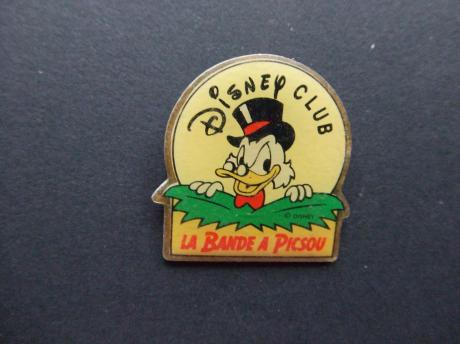 DISNEY CLUB
© DISNEY
LA BANDE A PICSOU